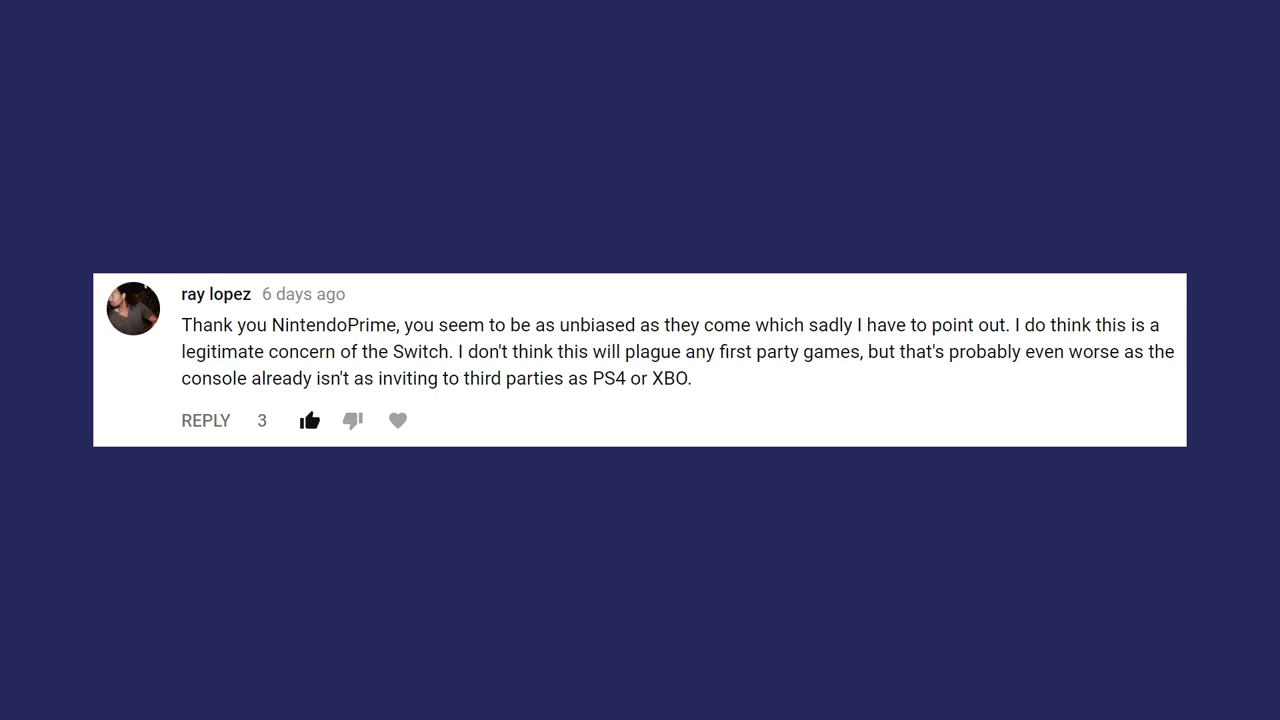 ray lopez 6 days ago
Thank you NintendoPrime, you seem to be as unbiased as they come which sadly I have to point out. I do think this is a
legitimate concern of the Switch. I don't think this will plague any first party games, but that's probably even worse as the
console already isn't as inviting to third parties as PS4 or XBO.
REPLY 3